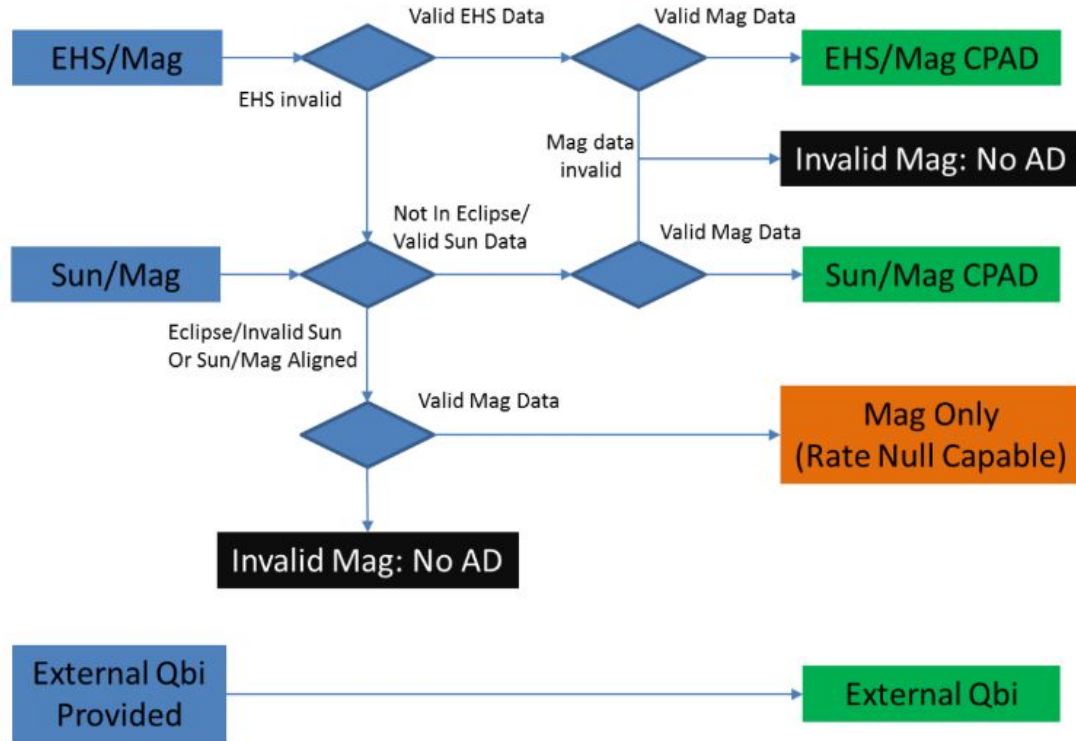 Valid EHS Data
Valid Mag Data
EHS/Mag
EHS/Mag CPAD
EHS invalid
Mag data
invalid
Invalid Mag: No AD
Not In Eclipse/
Valid Sun Data
Valid Mag Data
Sun/Mag
Sun/Mag CPAD
Eclipse/Invalid Sun
Or Sun/Mag Aligned
Valid Mag Data
Mag Only
(Rate Null Capable)
Invalid Mag: No AD
External Qbi
Provided
External Qbi